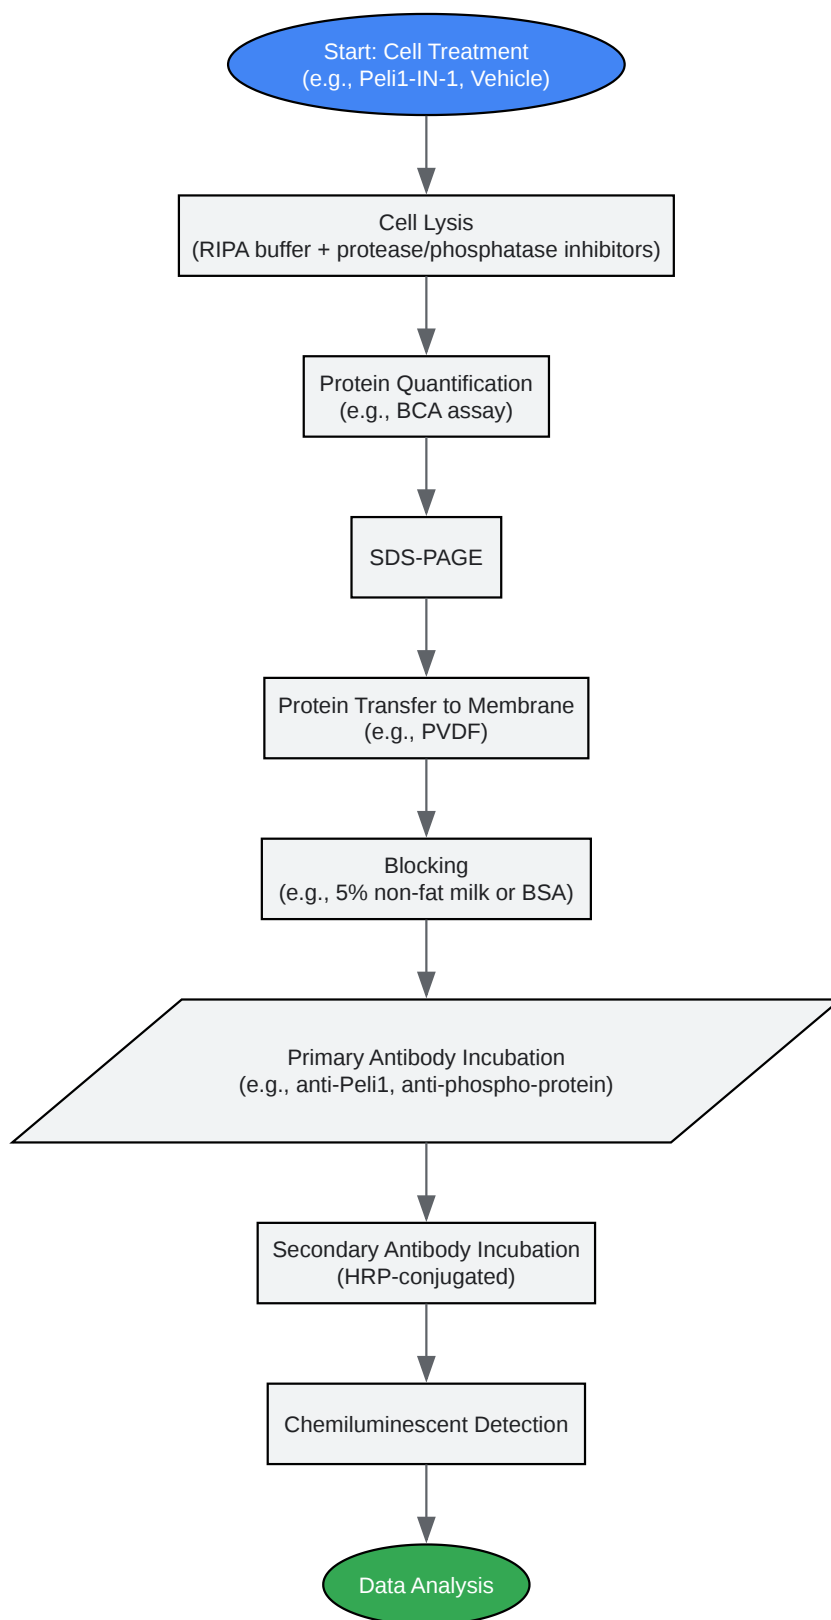 Start: Cell Treatment
(e.g., Peli1-IN-1, Vehicle)
Cell Lysis
(RIPA buffer + protease/phosphatase inhibitors)
Protein Quantification
(e.g., BCA assay)
SDS-PAGE
Protein Transfer to Membrane
(e.g., PVDF)
Blocking
(e.g., 5% non-fat milk or BSA)
Primary Antibody Incubation
(e.g., anti-Peli1, anti-phospho-protein)
Secondary Antibody Incubation
(HRP-conjugated)
Chemiluminescent Detection
Data Analysis